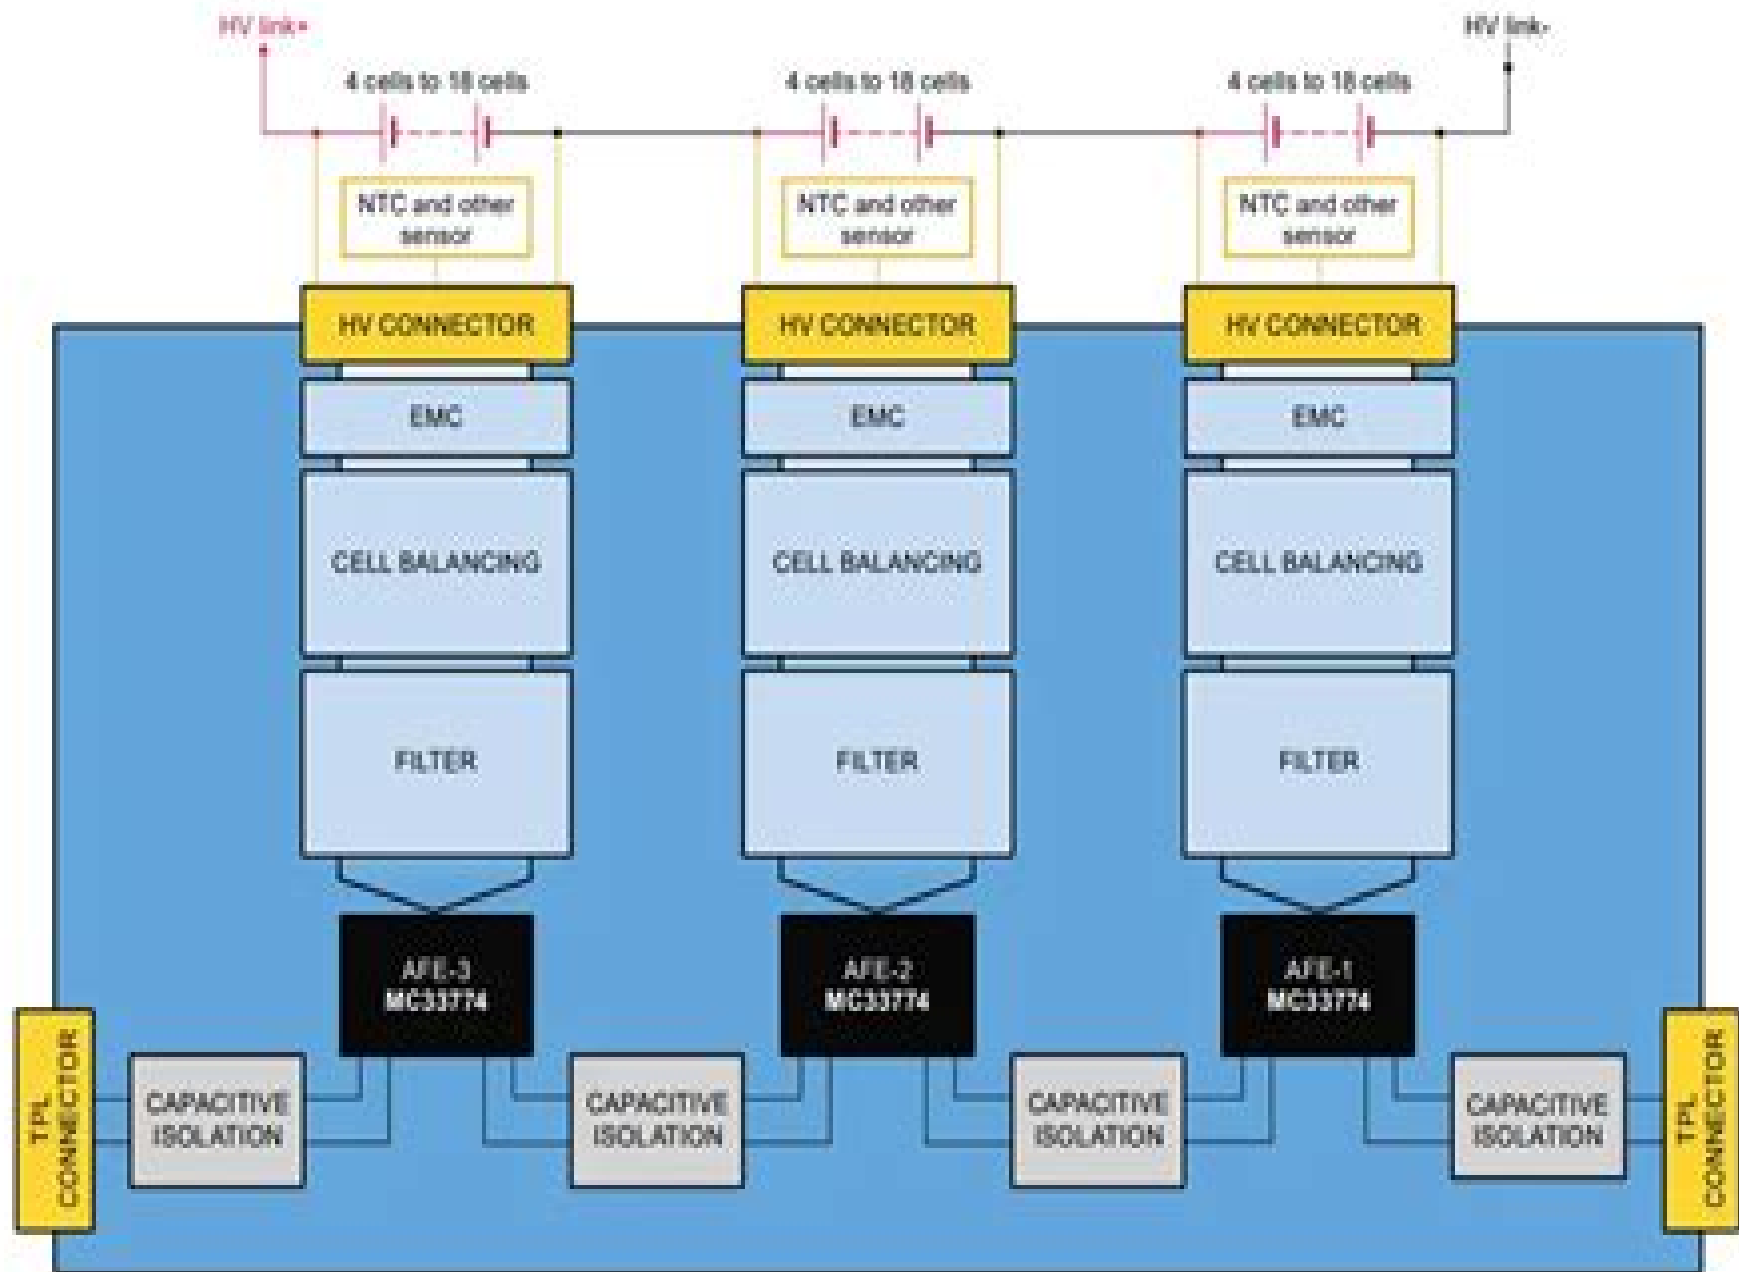 HV link+
HV link-
4 cells to 18 cells
4 cells to 18 cells
4 cells to 18 cells
NTC and other
sensor
NTC and other
sensor
NTC and other
sensor
HV CONNECTOR
HV CONNECTOR
HV CONNECTOR
EMC
EMC
EMC
CELL BALANCING
CELL BALANCING
CELL BALANCING
FILTER
FILTER
FILTER
AFE-3
MC33774
AFE-2
MC33774
AFE-1
MC33774
TPL
CONNECTOR
CAPACITIVE
ISOLATION
CAPACITIVE
ISOLATION
CAPACITIVE
ISOLATION
CAPACITIVE
ISOLATION
TPL
CONNECTOR